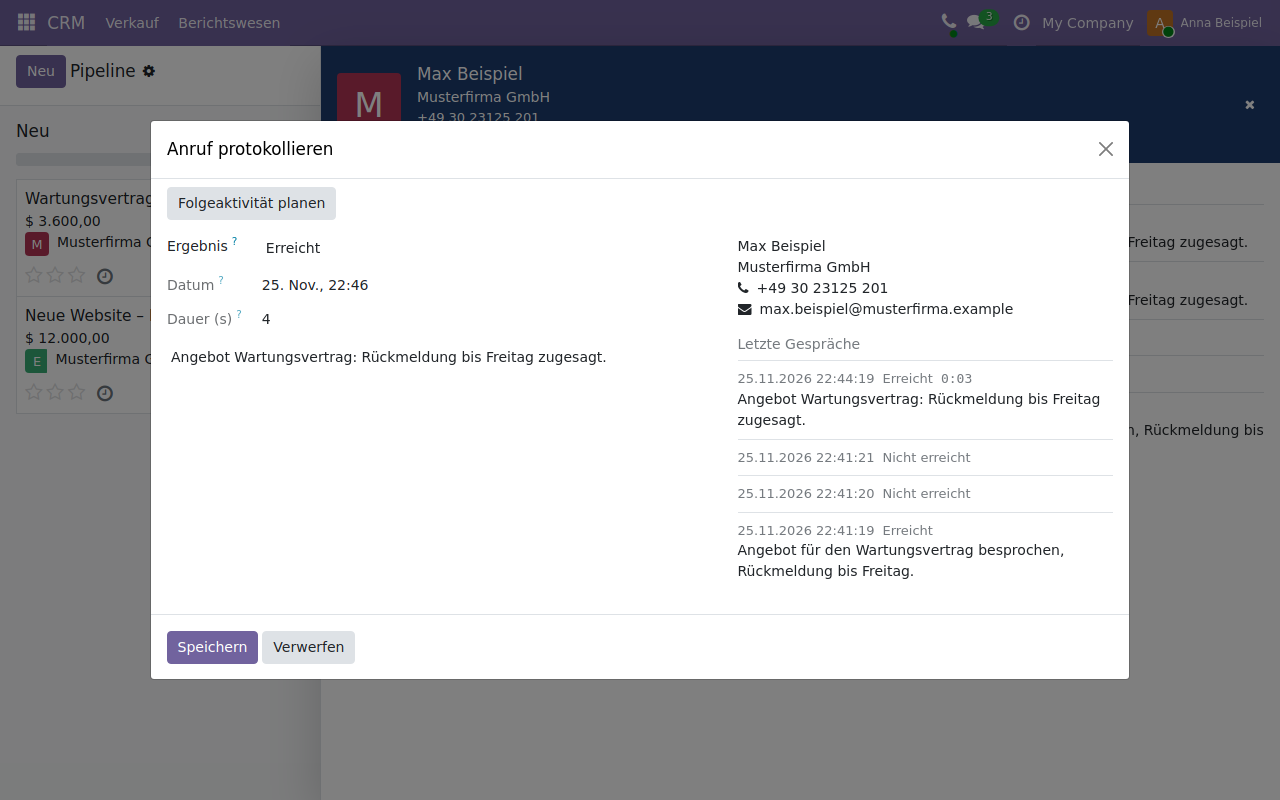 CRM Verkauf Berichtswesen 3 My Company A Anna Beispiel
Neu Pipeline
Max Beispiel
Musterfirma GmbH
+49 30 23125 201
M
Neu
Anruf protokollieren
Folgeaktivität planen
Wartungsvertrag
$ 3.600,00
M Musterfirma G
Neue Website –
$ 12.000,00
E Musterfirma G
Ergebnis ? Erreicht
Datum ? 25. Nov., 22:46
Dauer (s) ? 4
Angebot Wartungsvertrag: Rückmeldung bis Freitag zugesagt.
Max Beispiel
Musterfirma GmbH
+49 30 23125 201
max.beispiel@musterfirma.example
Letzte Gespräche
25.11.2026 22:44:19 Erreicht 0:03
Angebot Wartungsvertrag: Rückmeldung bis Freitag
zugesagt.
25.11.2026 22:41:21 Nicht erreicht
25.11.2026 22:41:20 Nicht erreicht
25.11.2026 22:41:19 Erreicht
Angebot für den Wartungsvertrag besprochen,
Rückmeldung bis Freitag.
Freitag zugesagt.
Freitag zugesagt.
, Rückmeldung bis
Speichern Verwerfen